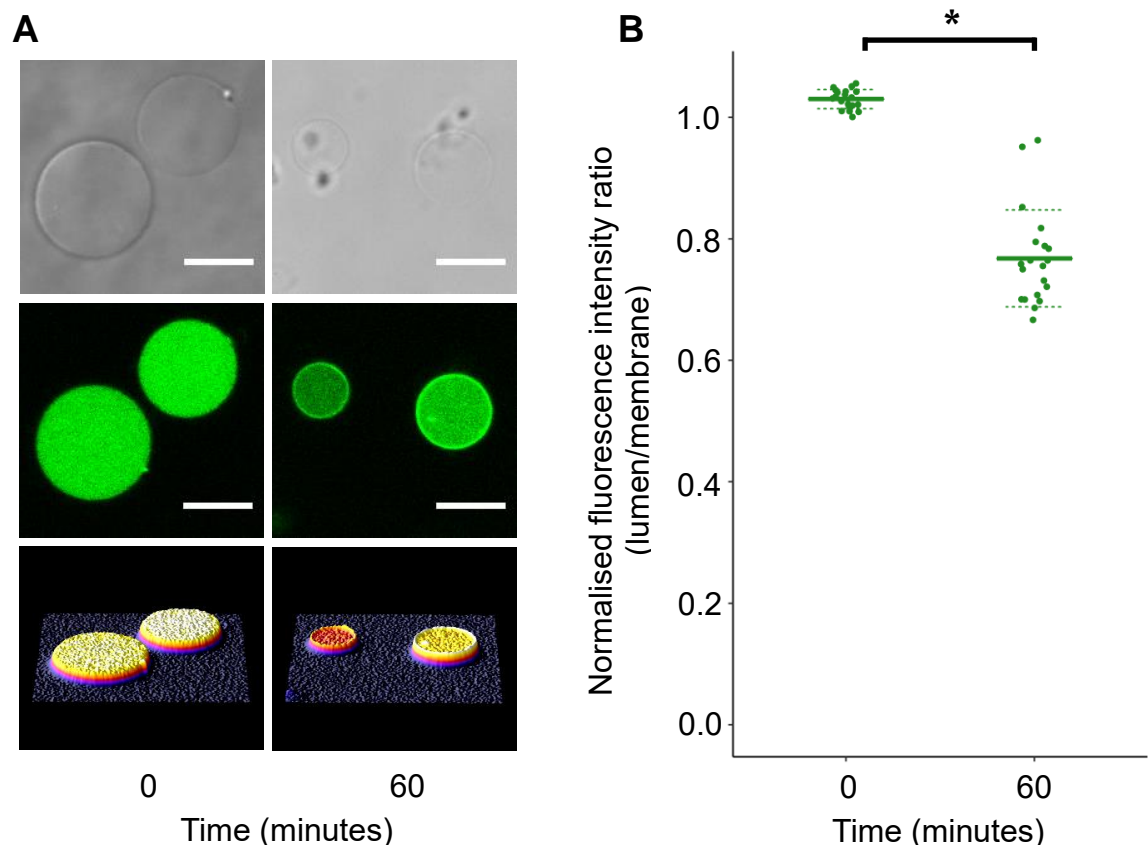 A
0
60
Time (minutes)
B
*
Normalised fluorescence intensity ratio
(lumen/membrane)
1.0
0.8
0.6
0.4
0.2
0.0
0
60
Time (minutes)